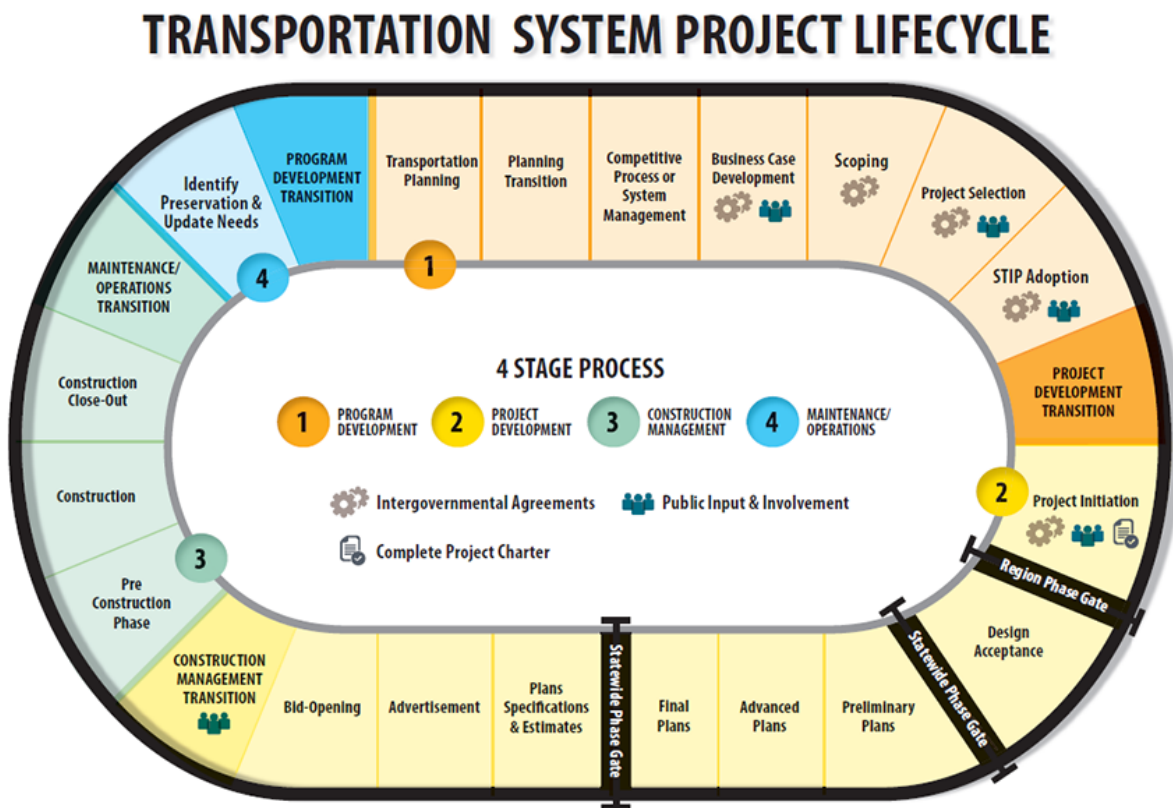 TRANSPORTATION SYSTEM PROJECT LIFECYCLE
PROGRAM
DEVELOPMENT
TRANSITION
Transportation
Planning
Planning
Transition
Competitive
Process or
System
Management
Business Case
Development
Scoping
Project Selection
STIP Adoption
PROJECT
DEVELOPMENT
TRANSITION
Identify
Preservation &
Update Needs
MAINTENANCE/
OPERATIONS
TRANSITION
4
1
Construction
Close-Out
Construction
Pre
Construction
Phase
3
4 STAGE PROCESS
1 PROGRAM
DEVELOPMENT
2 PROJECT
DEVELOPMENT
3 CONSTRUCTION
MANAGEMENT
4 MAINTENANCE/
OPERATIONS
Intergovernmental Agreements
Public Input & Involvement
Complete Project Charter
2
Project Initiation
Region Phase Gate
Design
Acceptance
Statewide Phase Gate
Preliminary
Plans
Advanced
Plans
Final
Plans
Statewide Phase Gate
Plans
Specifications
& Estimates
Advertisement
Bid-Opening
CONSTRUCTION
MANAGEMENT
TRANSITION